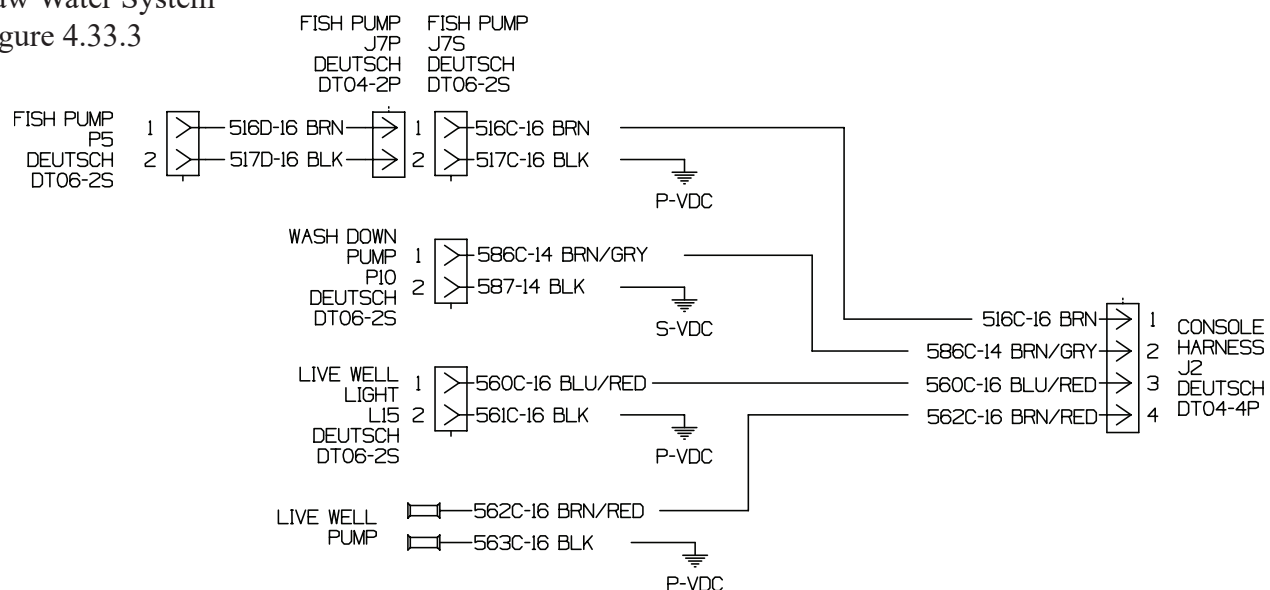 Water System
4.33.3
FISH PUMP
J7P
DEUTSCH
DT04-2P
FISH PUMP
J7S
DEUTSCH
DT06-2S
FISH PUMP
P5
DEUTSCH
DT06-2S
1
2
516D-16 BRN
517D-16 BLK
1
2
516C-16 BRN
517C-16 BLK
P-VDC
WASH DOWN
PUMP
P10
DEUTSCH
DT06-2S
1
2
586C-14 BRN/GRY
587-14 BLK
S-VDC
LIVE WELL
LIGHT
L15
DEUTSCH
DT06-2S
1
2
560C-16 BLU/RED
561C-16 BLK
P-VDC
LIVE WELL
PUMP
562C-16 BRN/RED
563C-16 BLK
P-VDC
516C-16 BRN
586C-14 BRN/GRY
560C-16 BLU/RED
562C-16 BRN/RED
1
2
3
4
CONSOLE
HARNESS
J2
DEUTSCH
DT04-4P